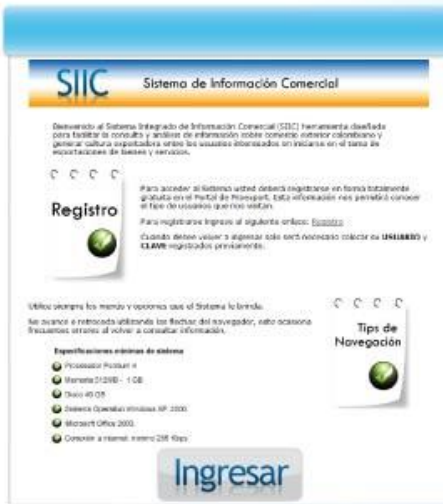 SIIC Sistema de Información Comercial
Bienvenido al Sistema Integrado de Información Comercial (SIIC) herramienta diseñada
para facilitar la consulta y análisis de información sobre comercio exterior colombiano y
generar cultura exportadora entre los usuarios interesados en iniciarse en el tema de
exportaciones de bienes y servicios.
Registro
Para acceder al Sistema usted deberá registrarse en forma totalmente
gratuita en el Portal de Proexport. Esta información nos permitirá conocer
el tipo de usuarios que nos visitan.
Para registrarse ingrese al siguiente enlace: Registro
Cuando desee volver a ingresar solo será necesario colocar su USUARIO y
CLAVE registrados previamente.
Utilice siempre los menús y opciones que el Sistema le brinda.
No avance o retroceda utilizando las flechas del navegador, esto ocasiona
frecuentes errores al volver a consultar información.
Tips de
Navegación
Especificaciones mínimas de sistema
Procesador Pentium 4
Memoria 512MB - 1 GB
Disco 40 GB
Sistema Operativo Windows XP, 2000
Microsoft Office 2003
Conexión a internet mínimo 256 Kbps
Ingresar